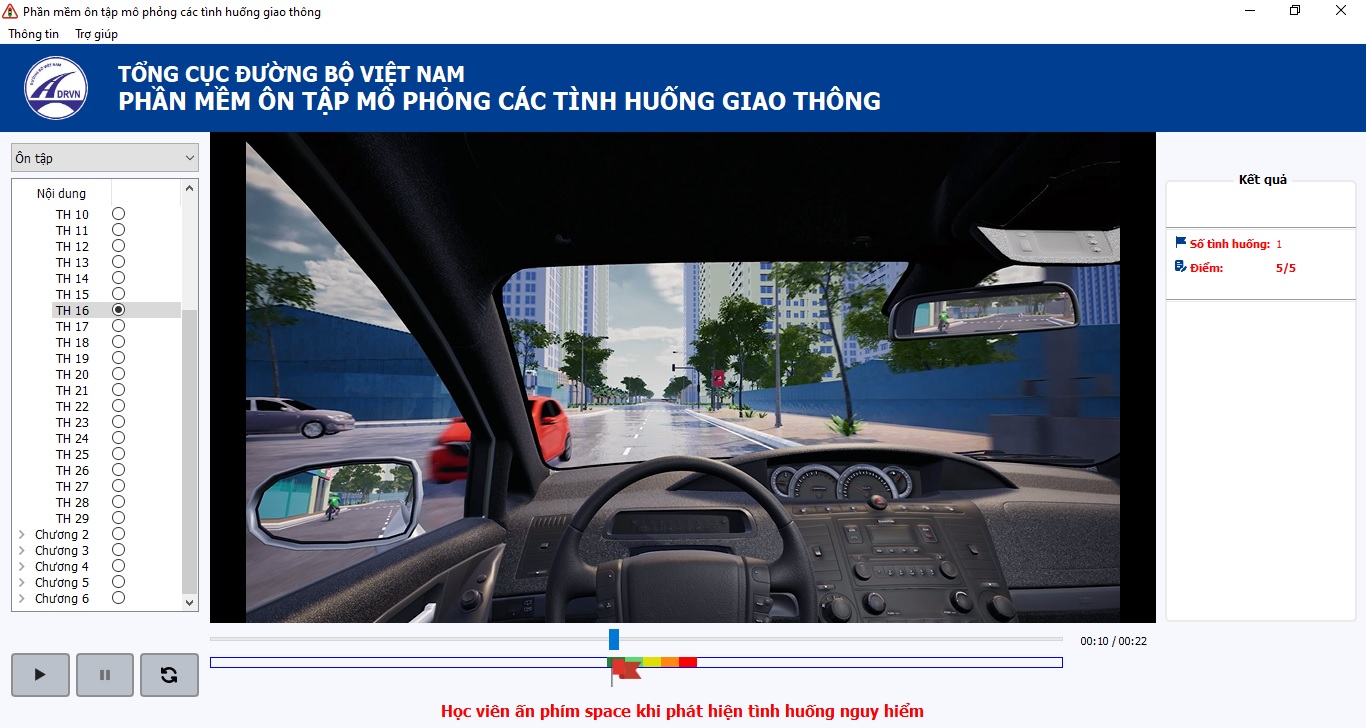 Phần mềm ôn tập mô phỏng các tình huống giao thông
Thông tin Trợ giúp
ĐƯỜNG BỘ VIỆT NAM
DRVN
TỔNG CỤC ĐƯỜNG BỘ VIỆT NAM
PHẦN MỀM ÔN TẬP MÔ PHỎNG CÁC TÌNH HUỐNG GIAO THÔNG
Ôn tập
Nội dung
TH 10
TH 11
TH 12
TH 13
TH 14
TH 15
TH 16
TH 17
TH 18
TH 19
TH 20
TH 21
TH 22
TH 23
TH 24
TH 25
TH 26
TH 27
TH 28
TH 29
Chương 2
Chương 3
Chương 4
Chương 5
Chương 6
Kết quả
Số tình huống: 1
Điểm: 5/5
00:10 / 00:22
Học viên ấn phím space khi phát hiện tình huống nguy hiểm